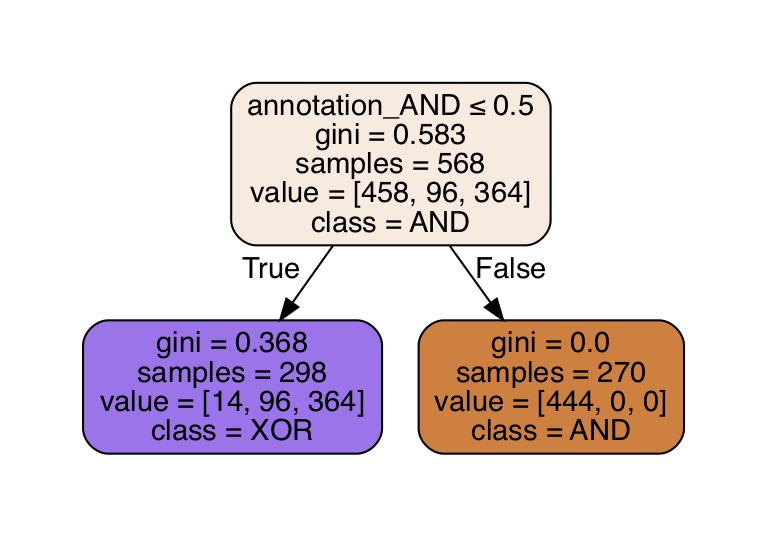 annotation_AND ≤ 0.5
gini = 0.583
samples = 568
value = [458, 96, 364]
class = AND
True
False
gini = 0.368
samples = 298
value = [14, 96, 364]
class = XOR
gini = 0.0
samples = 270
value = [444, 0, 0]
class = AND